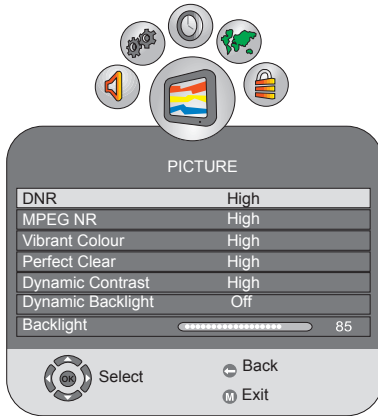 PICTURE
DNR High
MPEG NR High
Vibrant Colour High
Perfect Clear High
Dynamic Contrast High
Dynamic Backlight Off
Backlight 85
OK Select
Back
M Exit